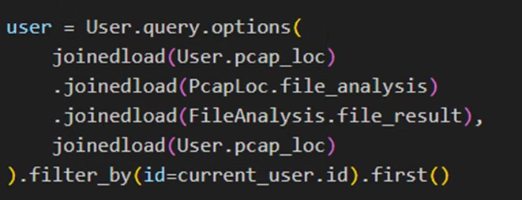 user = User.query.options(
    joinedload(User.pcap_loc)
    .joinedload(PcapLoc.file_analysis)
    .joinedload(FileAnalysis.file_result),
    joinedload(User.pcap_loc)
).filter_by(id=current_user.id).first()